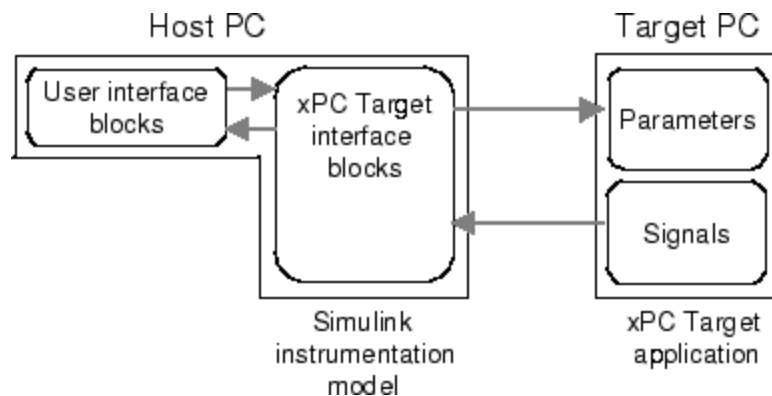 Host PC
Target PC
User interface
blocks
xPC Target
interface
blocks
Parameters
Signals
Simulink
instrumentation
model
xPC Target
application